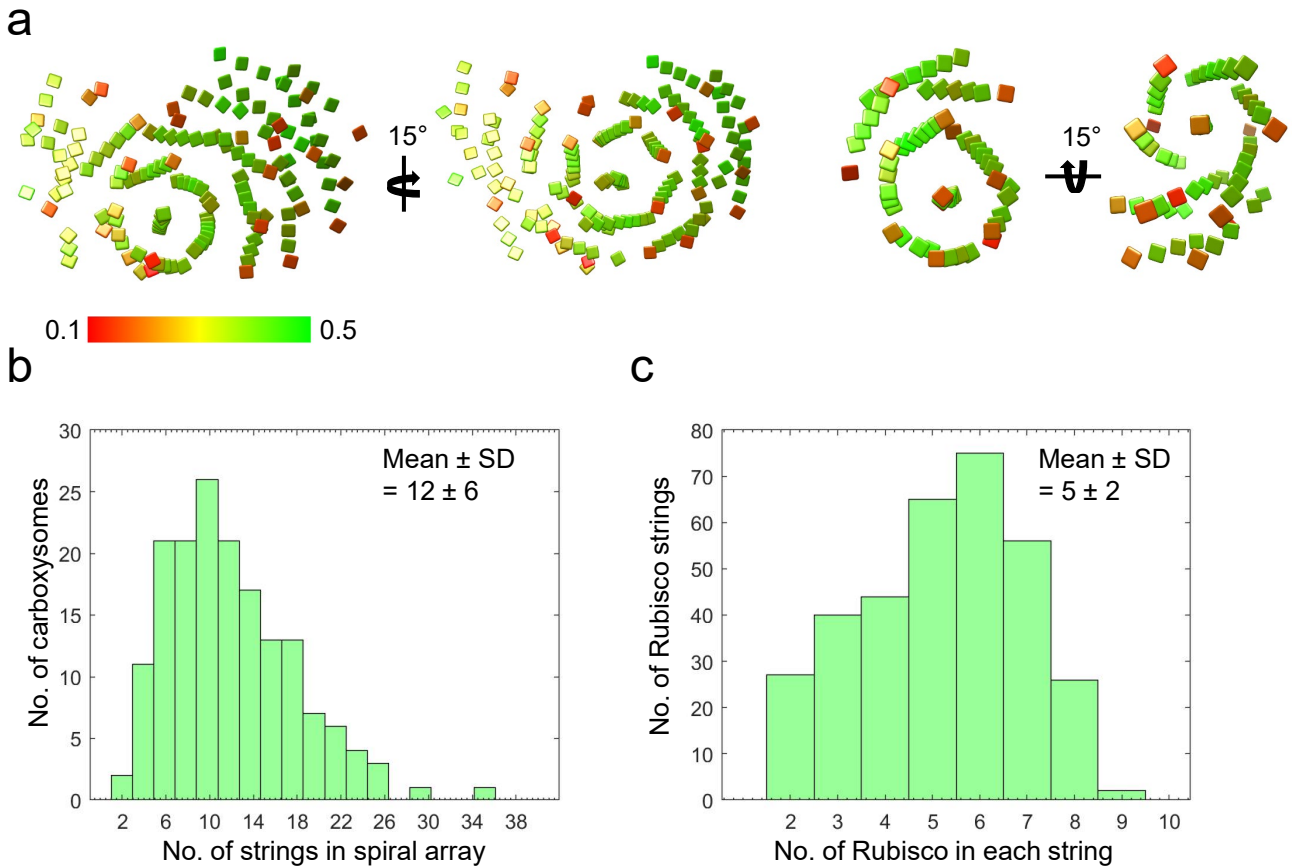 a
15°
15°
0.1
0.5
b
c
30
25
20
15
10
5
0
No. of carboxysomes
Mean ± SD
= 12 ± 6
2 6 10 14 18 22 26 30 34 38
No. of strings in spiral array
80
70
60
50
40
30
20
10
0
No. of Rubisco strings
Mean ± SD
= 5 ± 2
2 3 4 5 6 7 8 9 10
No. of Rubisco in each string